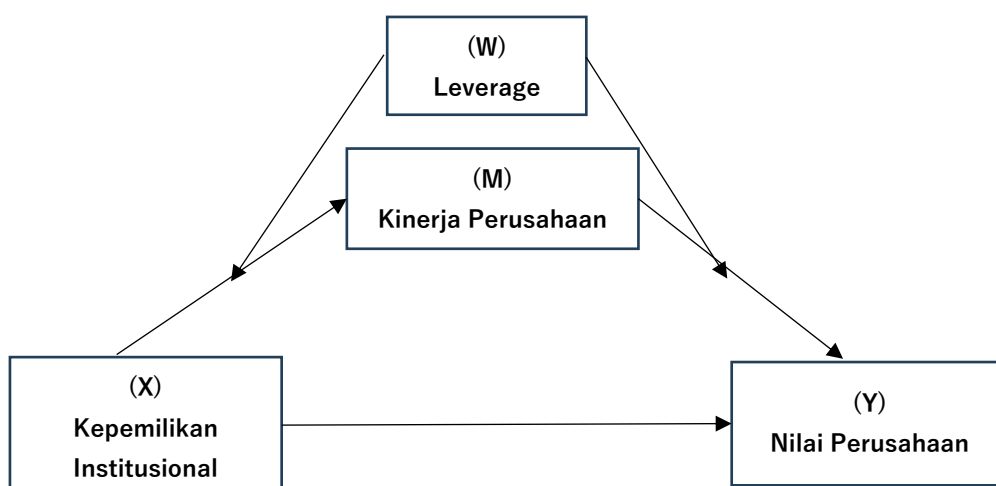 (W)
Leverage
(M)
Kinerja Perusahaan
(X)
Kepemilikan
Institusional
(Y)
Nilai Perusahaan